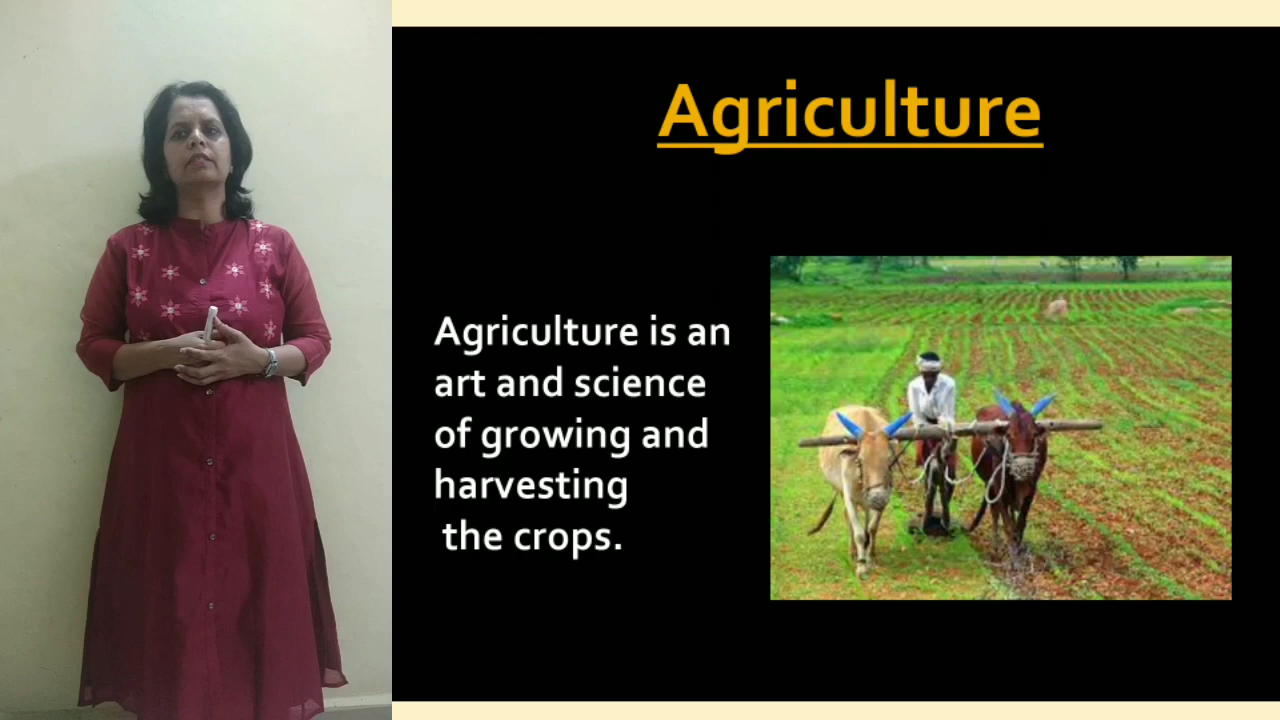 Agriculture
Agriculture is an
art and science
of growing and
harvesting
the crops.